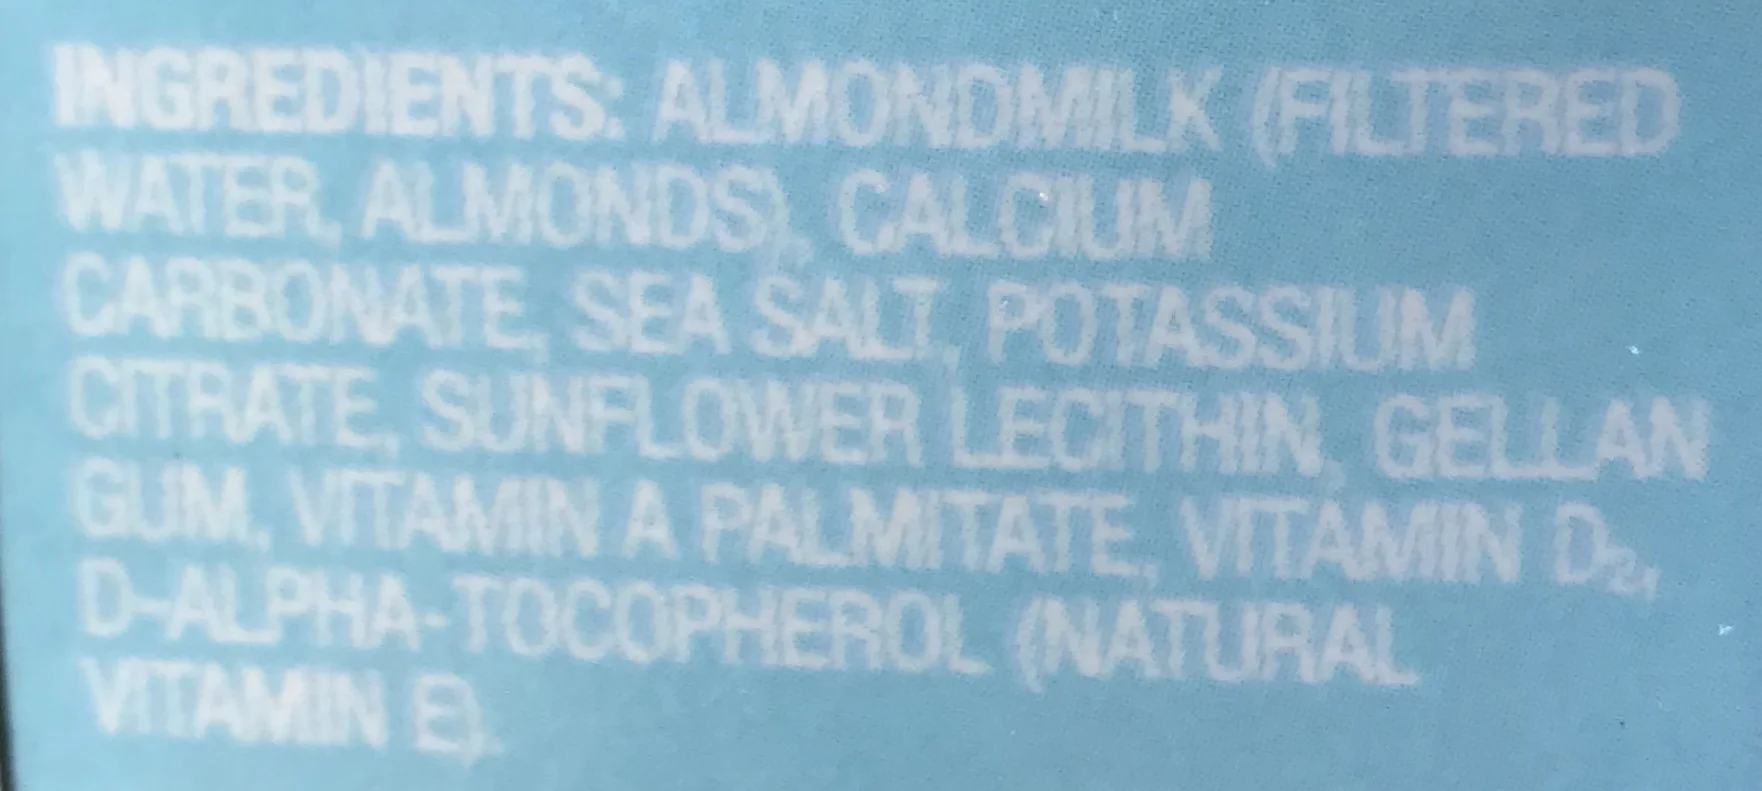 INGREDIENTS: ALMONDMILK (FILTERED
WATER, ALMONDS), CALCIUM
CARBONATE, SEA SALT, POTASSIUM
CITRATE, SUNFLOWER LECITHIN, GELLAN
GUM, VITAMIN A PALMITATE, VITAMIN D₂,
D-ALPHA-TOCOPHEROL (NATURAL
VITAMIN E).